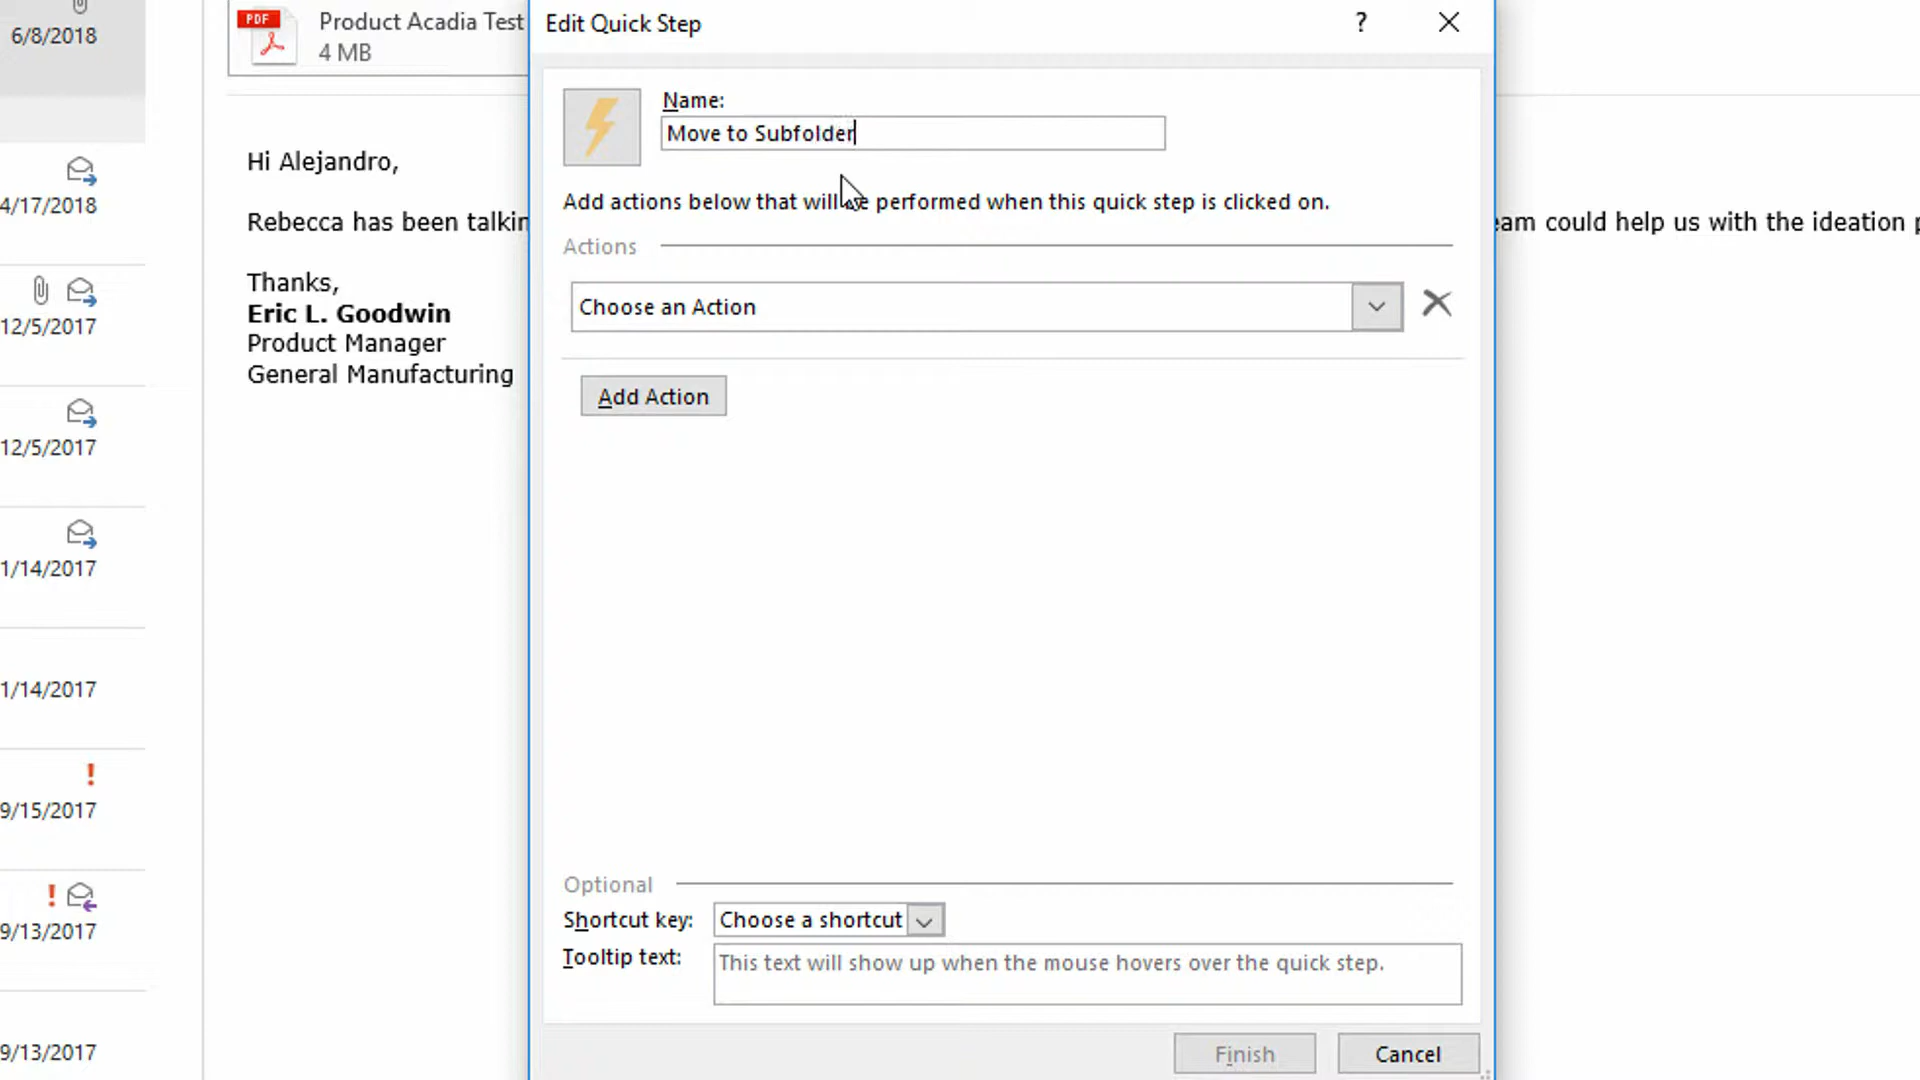 6/8/2018
4/17/2018
12/5/2017
12/5/2017
1/14/2017
1/14/2017
!
9/15/2017
!
9/13/2017
9/13/2017
PDF
Product Acadia Test
4 MB
Hi Alejandro,
Rebecca has been talkin
eam could help us with the ideation p
Thanks,
Eric L. Goodwin
Product Manager
General Manufacturing
Edit Quick Step
?
Name:
Move to Subfolder
Add actions below that will be performed when this quick step is clicked on.
Actions
Choose an Action
Add Action
Optional
Shortcut key: Choose a shortcut
Tooltip text: This text will show up when the mouse hovers over the quick step.
Finish Cancel